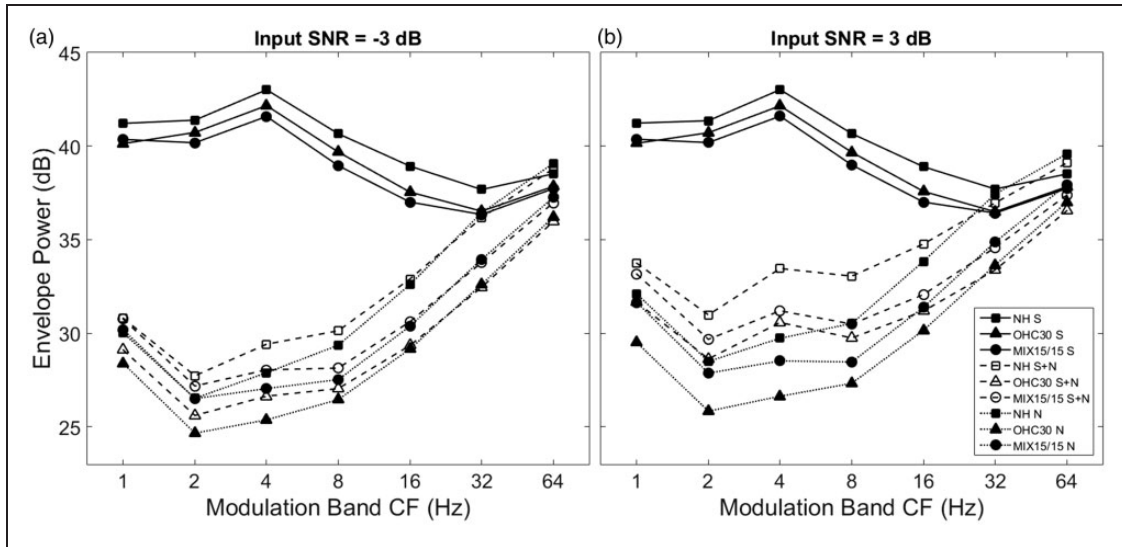 (a)
Input SNR = -3 dB
(b)
Input SNR = 3 dB
Envelope Power (dB)
45
40
35
30
25
1 2 4 8 16 32 64
1 2 4 8 16 32 64
Modulation Band CF (Hz)
Modulation Band CF (Hz)
NH S
OHC30 S
MIX15/15 S
NH S+N
OHC30 S+N
MIX15/15 S+N
NH N
OHC30 N
MIX15/15 N